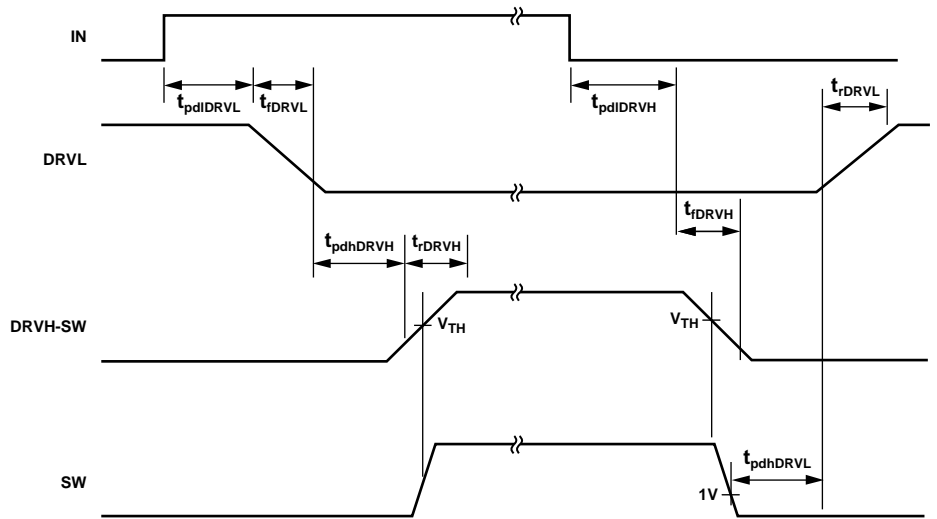 IN
tpdlDRVL
tfDRVL
tpdlDRVH
trDRVL
DRVL
tfDRVH
tpdhDRVH
trDRVH
DRVH-SW
VTH
VTH
tpdhDRVL
SW
1V